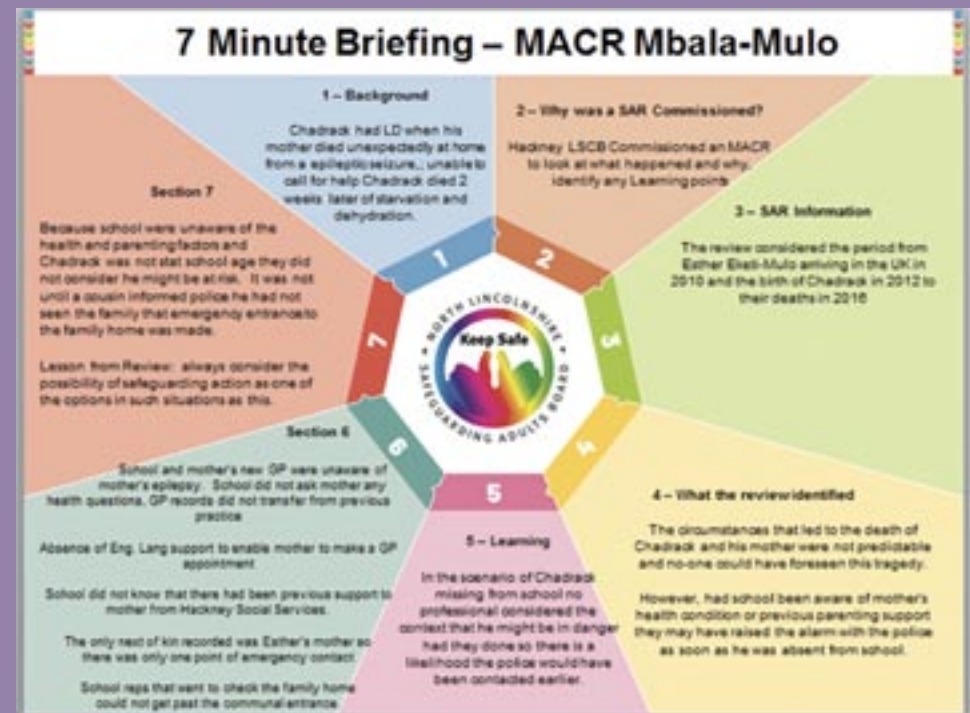 7 Minute Briefing – MACR Mbala-Mulo
1 – Background
Chadrack had LD when his
mother died unexpectedly at home
from a epileptic seizure,; unable to
call for help Chadrack died 2
weeks later of starvation and
dehydration.
2 – Why was a SAR Commissioned?
Hackney LSCB Commissioned an MACR
to look at what happened and why,
identify any Learning points
3 – SAR Information
The review considered the period from
Esther Eketi-Mulo arriving in the UK in
2010 and the birth of Chadrack in 2012 to
their deaths in 2016
4 – What the review identified
The circumstances that led to the death of
Chadrack and his mother were not predictable
and no-one could have foreseen this tragedy.
However, had school been aware of mother's
health condition or previous parenting support
they may have raised the alarm with the police
as soon as he was absent from school.
5 – Learning
In the scenario of Chadrack
missing from school no
professional considered the
context that he might be in danger
had they done so there is a
likelihood the police would have
been contacted earlier.
Section 6
School and mother's new GP were unaware of
mother's epilepsy. School did not ask mother any
health questions, GP records did not transfer from previous
practice
Absence of Eng. Lang support to enable mother to make a GP
appointment
School did not know that there had been previous support to
mother from Hackney Social Services.
The only next of kin recorded was Esther's mother so
there was only one point of emergency contact.
School reps that went to check the family home
could not get past the communal entrance
Section 7
Because school were unaware of the
health and parenting factors and
Chadrack was not stat school age they did
not consider he might be at risk. It was not
until a cousin informed police he had not
seen the family that emergency entrance to
the family home was made.
Lesson from Review: always consider the
possibility of safeguarding action as one of
the options in such situations as this.
1
2
3
4
5
6
7
NORTH LINCOLNSHIRE
Keep Safe
SAFEGUARDING ADULTS BOARD